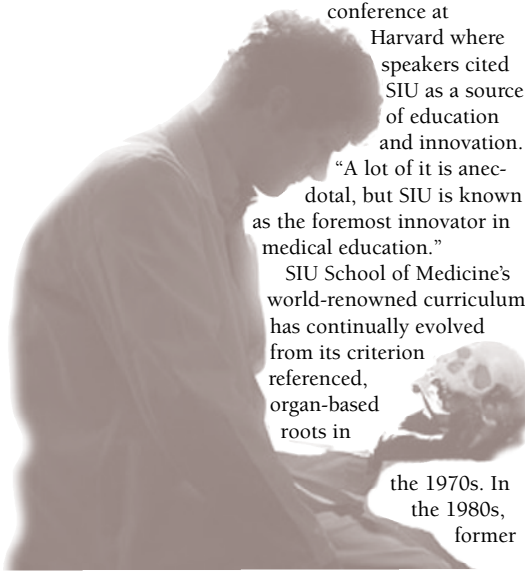 conference at
Harvard where
speakers cited
SIU as a source
of education
and innovation.
“A lot of it is anec-
dotal, but SIU is known
as the foremost innovator in
medical education.”
SIU School of Medicine’s
world-renowned curriculum
has continually evolved
from its criterion
referenced,
organ-based
roots in
the 1970s. In
the 1980s,
former